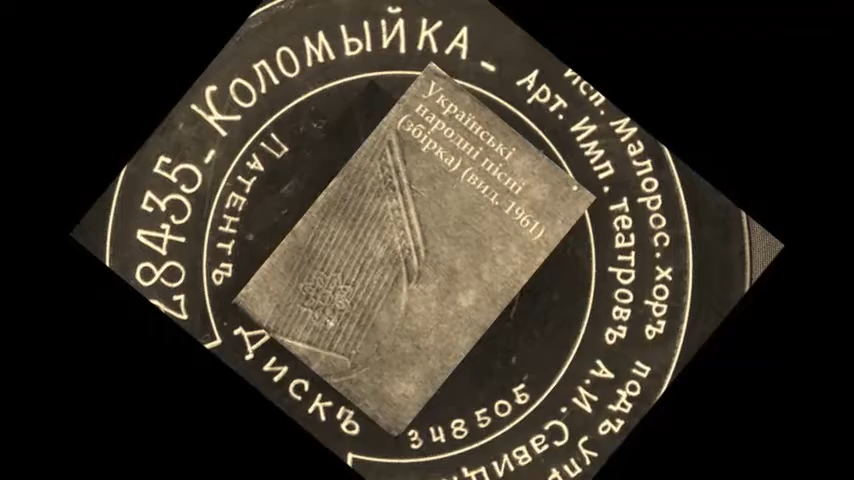 28435-Коломыйка-
Исп. Мэлорос. хоръ подъ упр
Арт. Имп. театровъ А.И. Савиц
Патентъ
Дискъ
348505
Українські
народні пісні
(збірка) (вид. 1961)